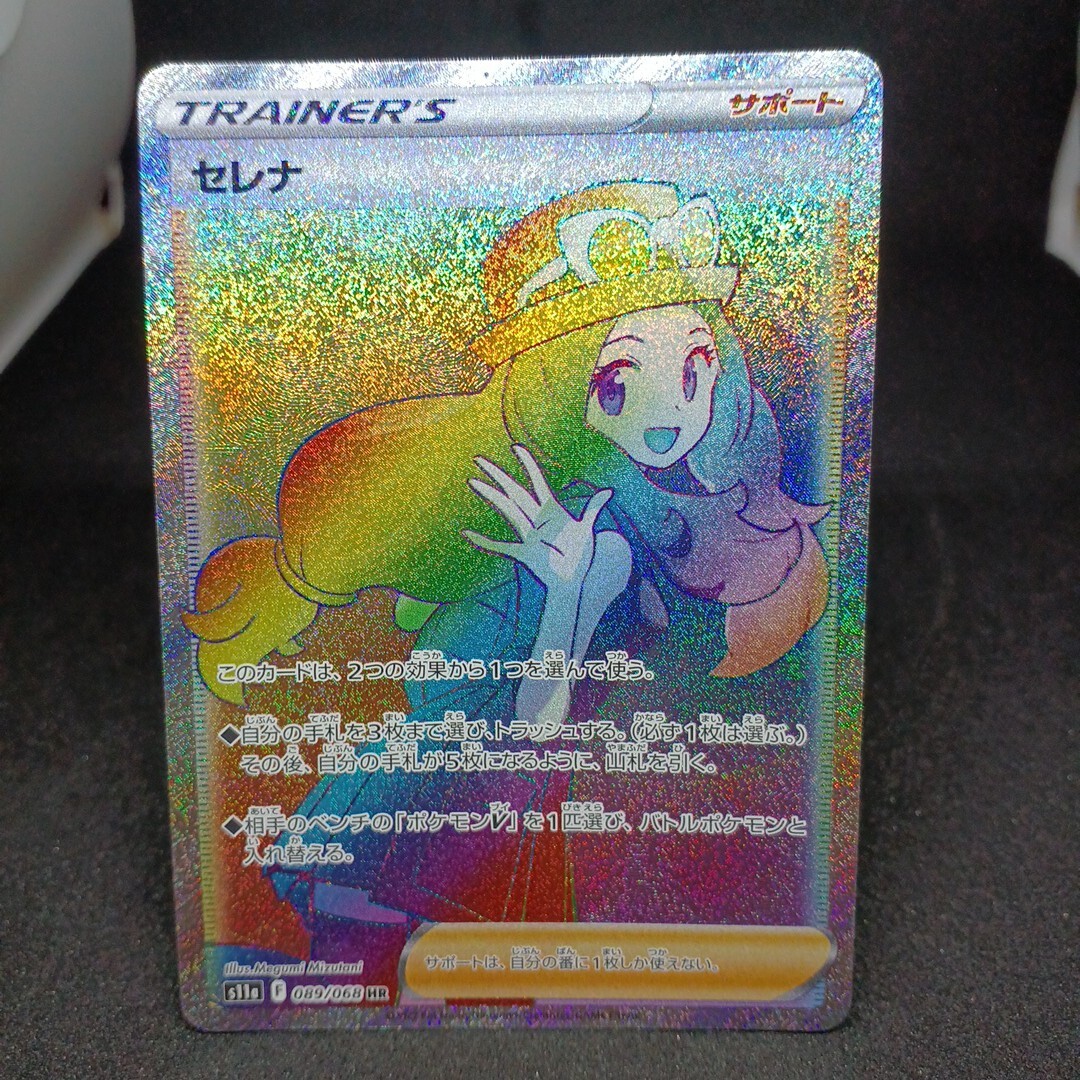 TRAINER'S
サポート
セレナ
このカードは、2つの効果から1つを選んで使う。
◆自分の手札を3枚まで選び、トラッシュする。(必ず1枚は選ぶ。)
その後、自分の手札が5枚になるように、山札を引く。
◆相手のベンチの「ポケモンV」を1匹選び、バトルポケモンと
入れ替える。
サポートは、自分の番に1枚しか使えない。
Illus. Megumi Mizutani
s11a F 089/068 HR